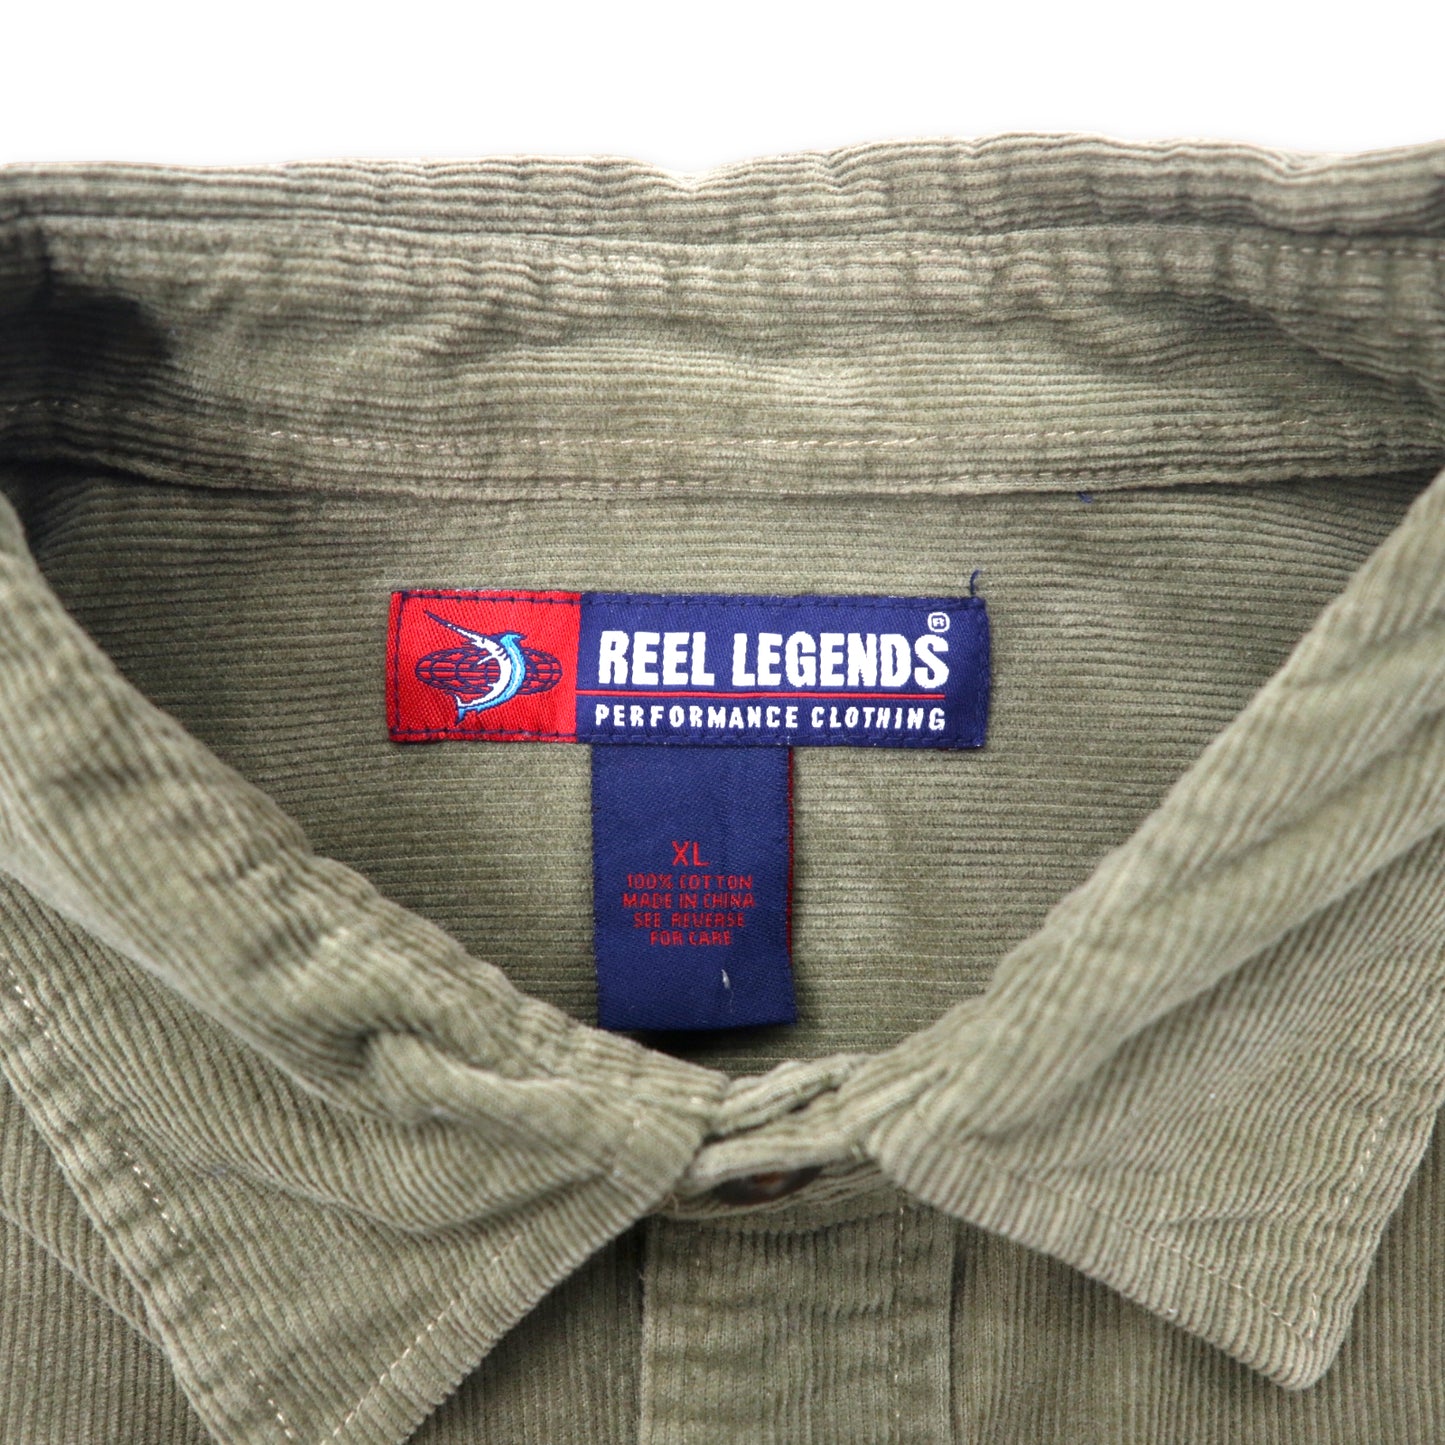 REEL LEGENDS®
PERFORMANCE CLOTHING
XL
100% COTTON
MADE IN CHINA
SEE REVERSE
FOR CARE